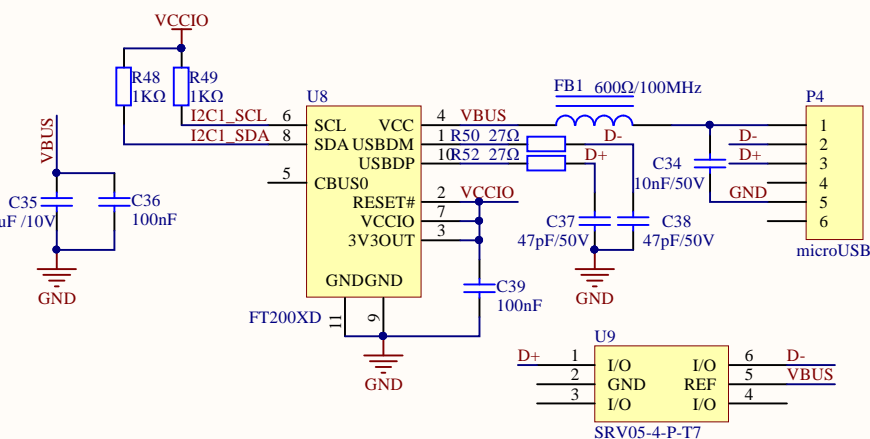 VCCIO
R48
1KΩ
R49
1KΩ
I2C1_SCL
I2C1_SDA
VBUS
C35
uF /10V
C36
100nF
GND
U8
6
8
5
SCL
SDA
CBUS0
VCC
USBDM
USBDP
RESET#
VCCIO
3V3OUT
GNDGND
4
1
10
2
7
3
11
9
FT200XD
GND
VBUS
R50 27Ω
R52 27Ω
D-
D+
VCCIO
C39
100nF
FB1
600Ω/100MHz
C37
47pF/50V
C38
47pF/50V
GND
C34
10nF/50V
D-
D+
GND
P4
1
2
3
4
5
6
microUSB
U9
D+
1
2
3
I/O
GND
I/O
I/O
REF
I/O
6
5
4
D-
VBUS
SRV05-4-P-T7